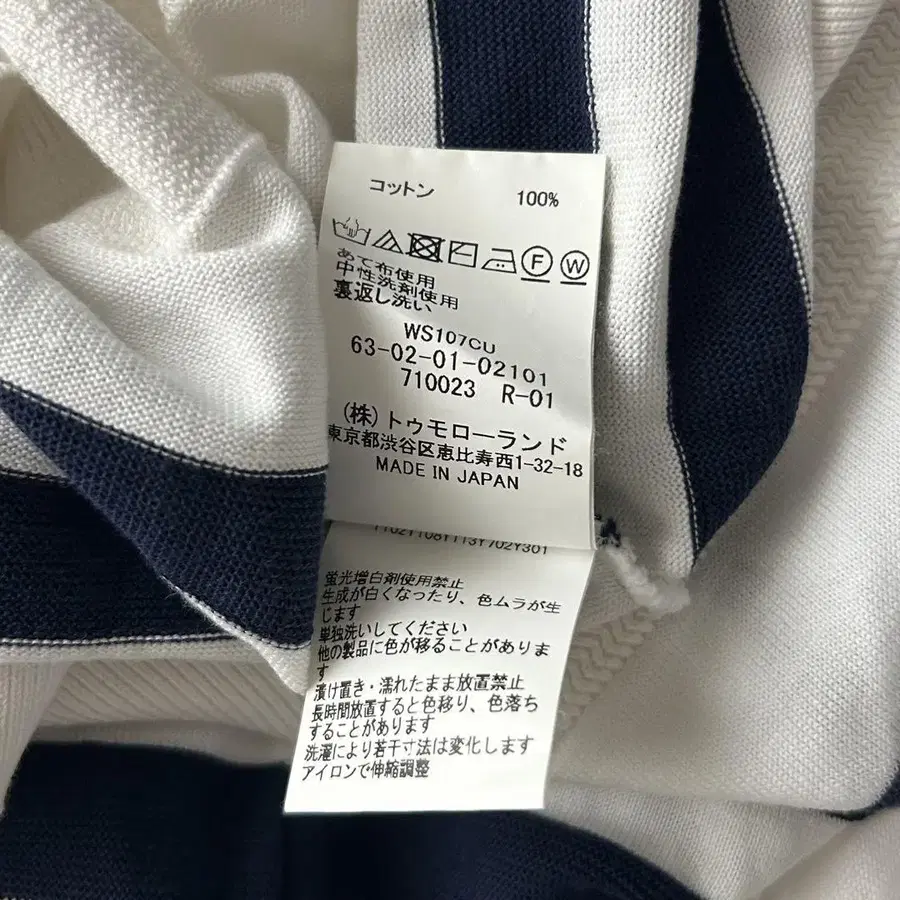 コットン 100%
F W
あて布使用
中性洗剤使用
裏返し洗い
WS107CU
63-02-01-02101
710023 R-01
(株)トゥモローランド
東京都渋谷区恵比寿西1-32-18
MADE IN JAPAN
1102Y108Y113Y702Y301
蛍光増白剤使用禁止
生成が白くなったり、色ムラが生
じます
単独洗いしてください
他の製品に色が移ることがありま
す
漬け置き・濡れたまま放置禁止
長時間放置すると色移り、色落ち
することがあります
洗濯により若干寸法は変化します
アイロンで伸縮調整